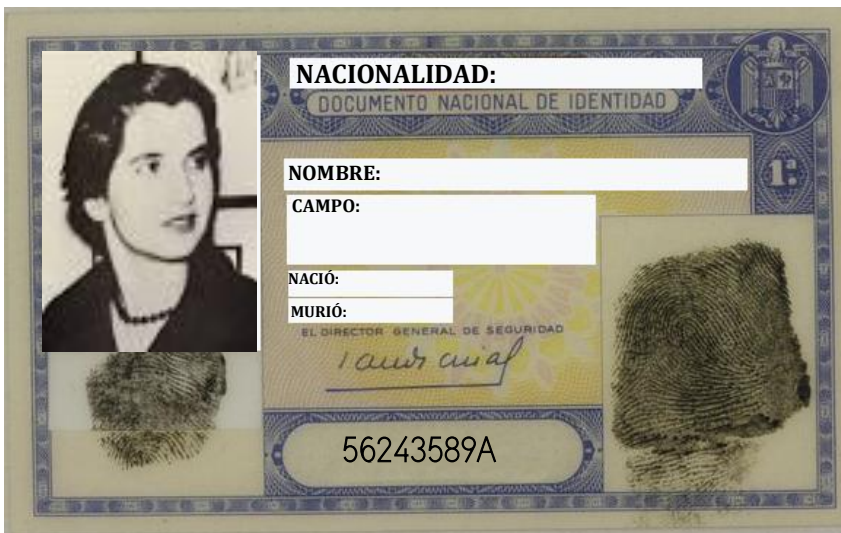 NACIONALIDAD:
DOCUMENTO NACIONAL DE IDENTIDAD
NOMBRE:
1ª
CAMPO:
NACIÓ:
MURIÓ:
EL DIRECTOR GENERAL DE SEGURIDAD
56243589A